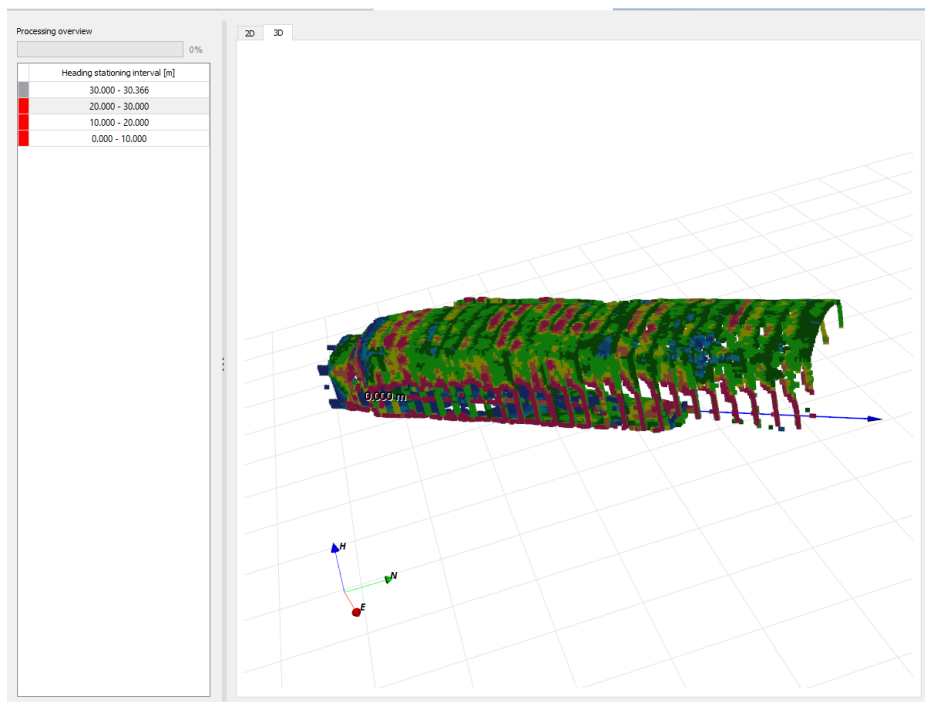 Processing overview
0%
Heading stationing interval [m]
30.000 - 30.366
20.000 - 30.000
10.000 - 20.000
0.000 - 10.000
2D
3D
0.000 m
H
N
E